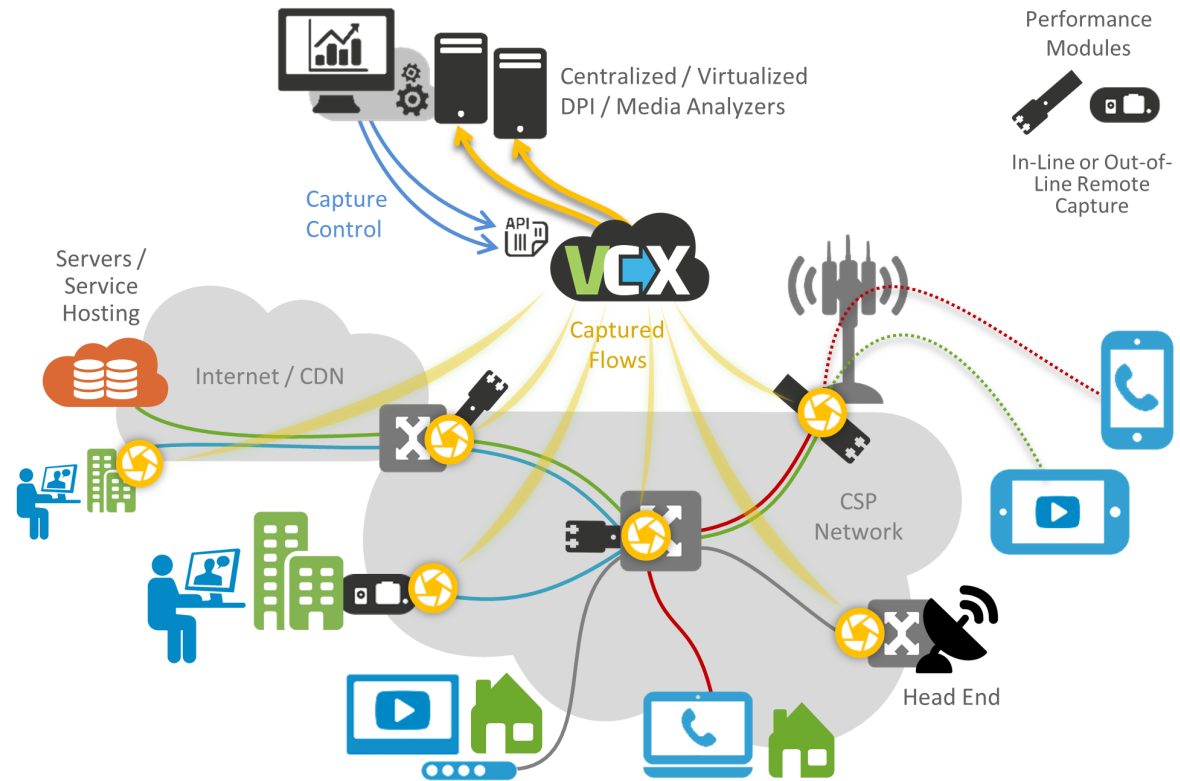 Performance
Modules
Centralized / Virtualized
DPI / Media Analyzers
In-Line or Out-of-
Line Remote
Capture
Capture
Control
API
VCX
Servers /
Service
Hosting
Captured
Flows
Internet / CDN
CSP
Network
Head End